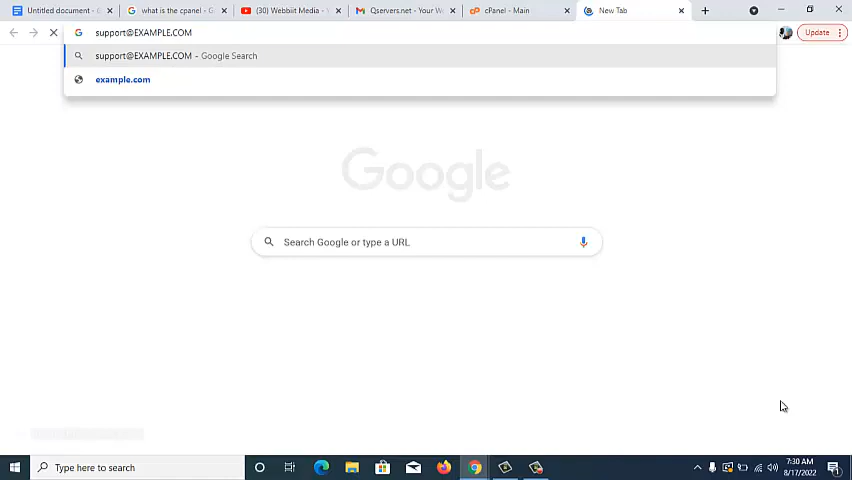 Untitled document -
what is the cpanel - G
(30) Webbiit Media - Y
Qservers.net - Your We
cPanel - Main
New Tab
support@EXAMPLE.COM
Update
support@EXAMPLE.COM - Google Search
example.com
Google
Search Google or type a URL
Type here to search
7:30 AM
8/17/2022
1